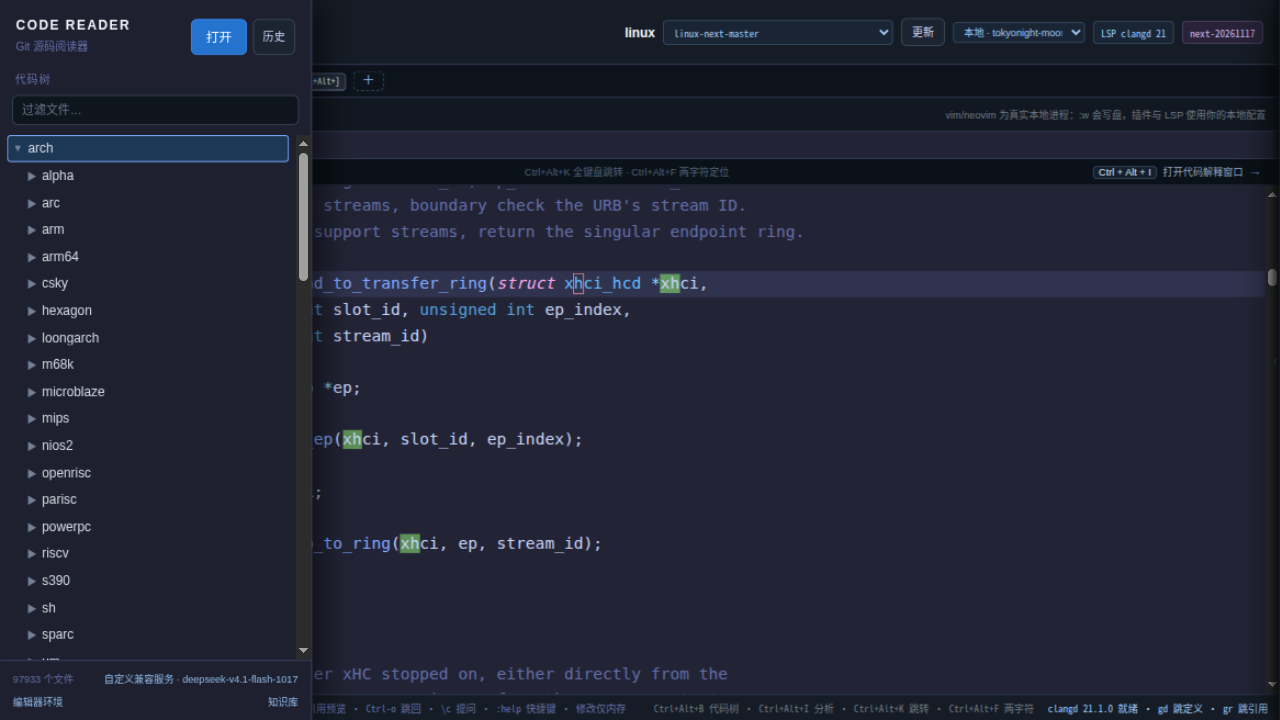 CODE READER
Git 源码阅读器
打开
历史
linux
linux-next-master
更新
本地 · tokyonight-moo
LSP clangd 21
next-20261117
代码树
过滤文件…
+Alt+]
+
vim/neovim 为真实本地进程：:w 会写盘，插件与 LSP 使用你的本地配置
Ctrl+Alt+K 全键盘跳转 · Ctrl+Alt+F 两字符定位
Ctrl + Alt + I 打开代码解释窗口 →
arch
alpha
arc
arm
arm64
csky
hexagon
loongarch
m68k
microblaze
mips
nios2
openrisc
parisc
powerpc
riscv
s390
sh
sparc
streams, boundary check the URB's stream ID.
support streams, return the singular endpoint ring.
d_to_transfer_ring(struct xhci_hcd *xhci,
t slot_id, unsigned int ep_index,
t stream_id)
*ep;
ep(xhci, slot_id, ep_index);
;
_to_ring(xhci, ep, stream_id);
er xHC stopped on, either directly from the
97933 个文件
自定义兼容服务 · deepseek-v4.1-flash-1017
编辑器环境
知识库
用预览 · Ctrl-o 跳回 · \c 提问 · :help 快捷键 · 修改仅内存
Ctrl+Alt+B 代码树 · Ctrl+Alt+I 分析 · Ctrl+Alt+K 跳转 · Ctrl+Alt+F 两字符
clangd 21.1.0 就绪 · gd 跳定义 · gr 跳引用